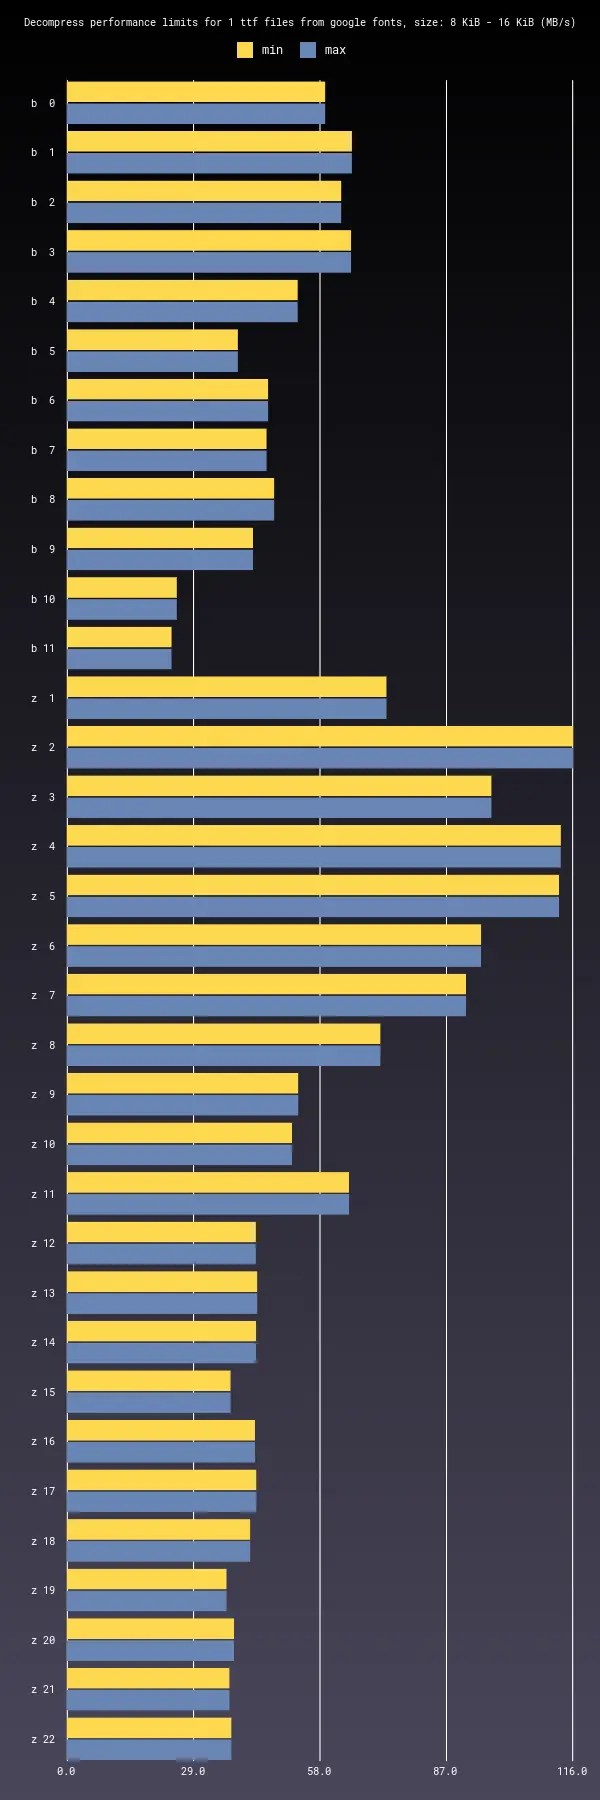 Decompress performance limits for 1 ttf files from google fonts, size: 8 KiB - 16 KiB (MB/s)
min max
b 0
b 1
b 2
b 3
b 4
b 5
b 6
b 7
b 8
b 9
b 10
b 11
z 1
z 2
z 3
z 4
z 5
z 6
z 7
z 8
z 9
z 10
z 11
z 12
z 13
z 14
z 15
z 16
z 17
z 18
z 19
z 20
z 21
z 22
0.0 29.0 58.0 87.0 116.0